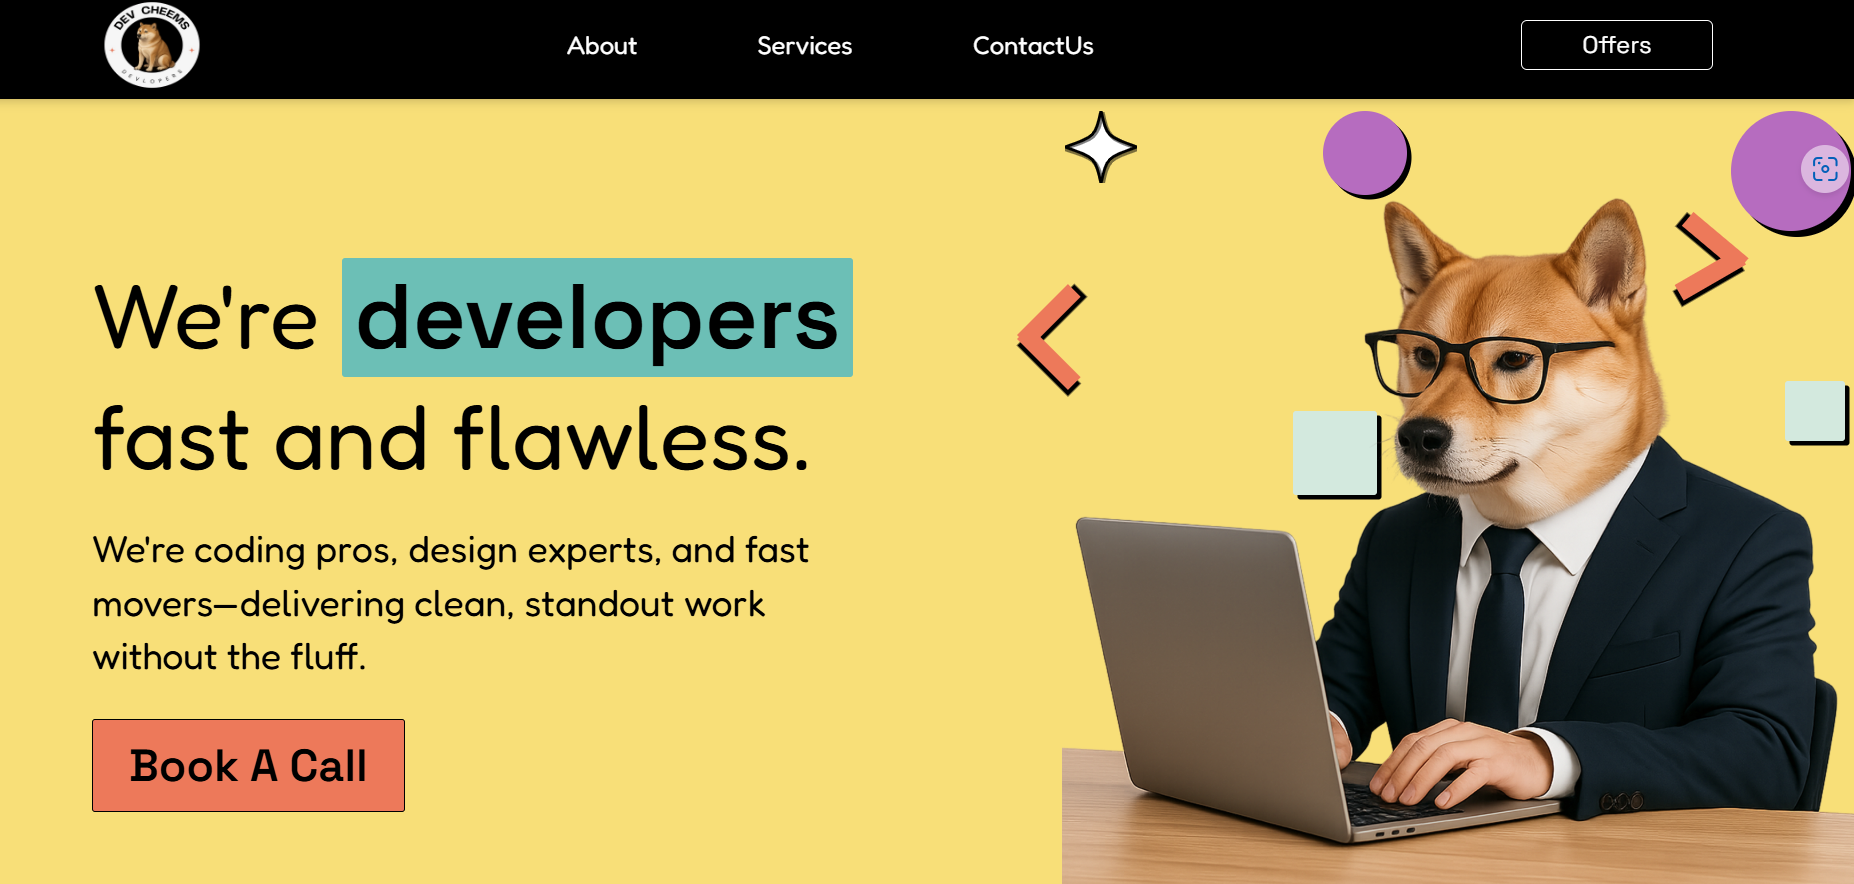 DEV CHEEMS
DEVLOPERS
About
Services
ContactUs
Offers
We're developers
fast and flawless.
We're coding pros, design experts, and fast
movers—delivering clean, standout work
without the fluff.
Book A Call